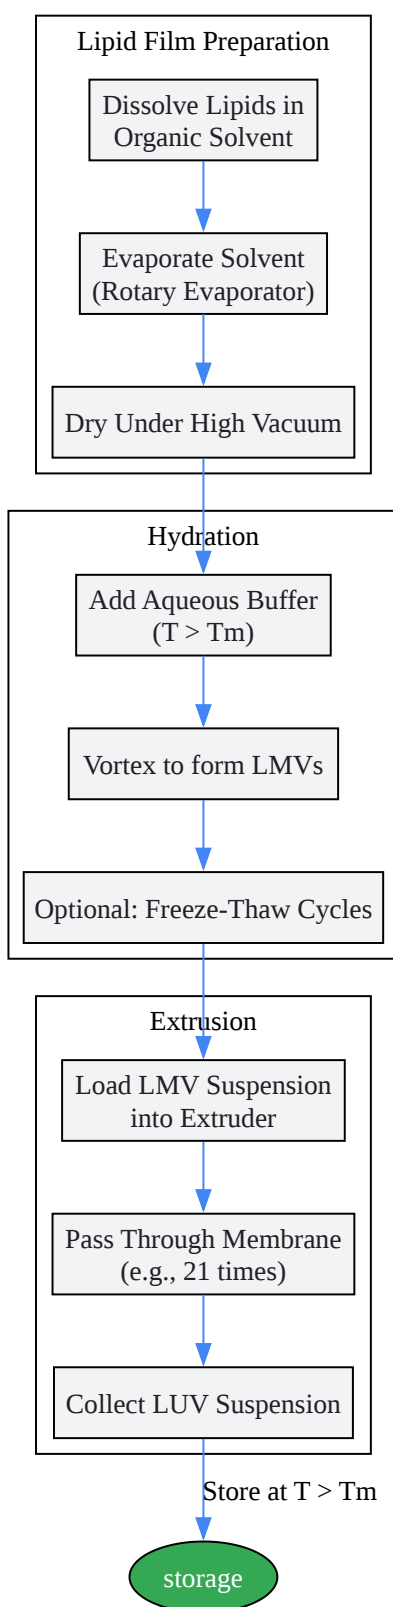 Lipid Film Preparation
Dissolve Lipids in
Organic Solvent
Evaporate Solvent
(Rotary Evaporator)
Dry Under High Vacuum
Hydration
Add Aqueous Buffer
(T > Tm)
Vortex to form LMVs
Optional: Freeze-Thaw Cycles
Extrusion
Load LMV Suspension
into Extruder
Pass Through Membrane
(e.g., 21 times)
Collect LUV Suspension
Store at T > Tm
storage